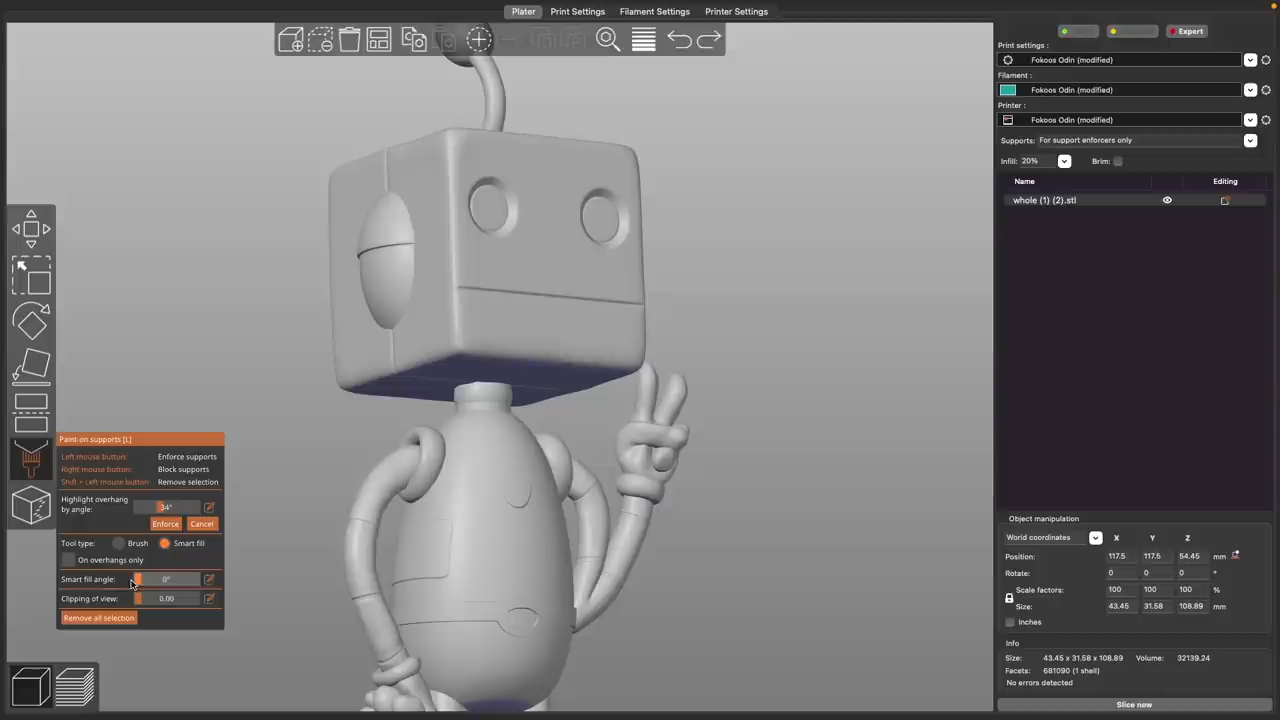 Plater Print Settings Filament Settings Printer Settings
Expert
Print settings :
Fokoos Odin (modified)
Filament :
Fokoos Odin (modified)
Printer :
Fokoos Odin (modified)
Supports: For support enforcers only
Infill: 20% Brim:
Name Editing
whole (1) (2).stl
Paint-on supports [L]
Left mouse button: Enforce supports
Right mouse button: Block supports
Shift + Left mouse button: Remove selection
Highlight overhang
by angle: 34°
Enforce Cancel
Tool type: Brush Smart fill
On overhangs only
Smart fill angle: 0°
Clipping of view: 0.00
Remove all selection
Object manipulation
World coordinates X Y Z
Position: 117.5 117.5 54.45 mm
Rotate: 0 0 0 °
Scale factors: 100 100 100 %
Size: 43.45 31.58 108.89 mm
Inches
Info
Size: 43.45 x 31.58 x 108.89 Volume: 32139.24
Facets: 681090 (1 shell)
No errors detected
Slice now